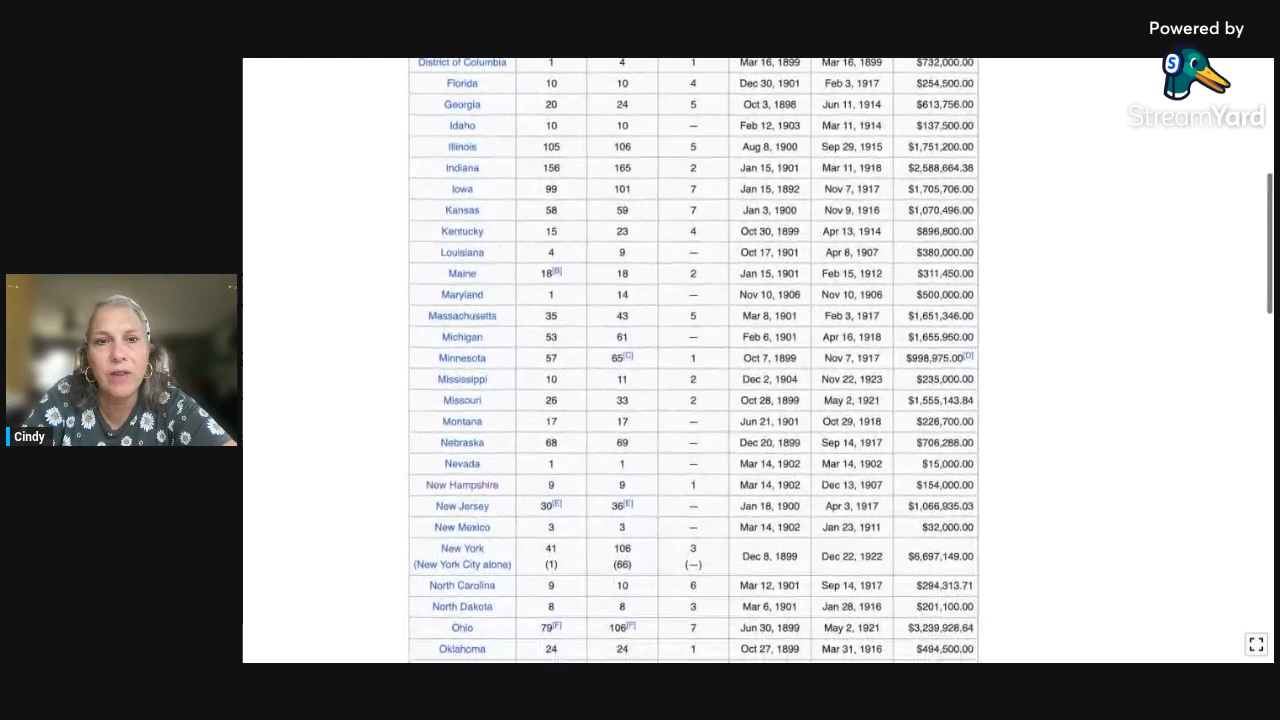 Powered by
S
StreamYard
District of Columbia 1 4 1 Mar 16, 1899 Mar 16, 1899 $732,000.00
Florida 10 10 4 Dec 30, 1901 Feb 3, 1917 $254,500.00
Georgia 20 24 5 Oct 3, 1898 Jun 11, 1914 $613,756.00
Idaho 10 10 — Feb 12, 1903 Mar 11, 1914 $137,500.00
Illinois 105 106 5 Aug 8, 1900 Sep 29, 1915 $1,751,200.00
Indiana 156 165 2 Jan 15, 1901 Mar 11, 1918 $2,588,664.38
Iowa 99 101 7 Jan 15, 1892 Nov 7, 1917 $1,705,706.00
Kansas 58 59 7 Jan 3, 1900 Nov 9, 1916 $1,070,496.00
Kentucky 15 23 4 Oct 30, 1899 Apr 13, 1914 $896,800.00
Louisiana 4 9 — Oct 17, 1901 Apr 8, 1907 $380,000.00
Maine 18[B] 18 2 Jan 15, 1901 Feb 15, 1912 $311,450.00
Maryland 1 14 — Nov 10, 1906 Nov 10, 1906 $500,000.00
Massachusetts 35 43 5 Mar 8, 1901 Feb 3, 1917 $1,651,346.00
Michigan 53 61 — Feb 6, 1901 Apr 16, 1918 $1,655,950.00
Minnesota 57 65[C] 1 Oct 7, 1899 Nov 7, 1917 $998,975.00[D]
Mississippi 10 11 2 Dec 2, 1904 Nov 22, 1923 $235,000.00
Missouri 26 33 2 Oct 28, 1899 May 2, 1921 $1,555,143.84
Montana 17 17 — Jun 21, 1901 Oct 29, 1918 $226,700.00
Nebraska 68 69 — Dec 20, 1899 Sep 14, 1917 $706,288.00
Nevada 1 1 — Mar 14, 1902 Mar 14, 1902 $15,000.00
New Hampshire 9 9 1 Mar 14, 1902 Dec 13, 1907 $154,000.00
New Jersey 30[E] 36[E] — Jan 18, 1900 Apr 3, 1917 $1,066,935.03
New Mexico 3 3 — Mar 14, 1902 Jan 23, 1911 $32,000.00
New York 41 106 3 Dec 8, 1899 Dec 22, 1922 $6,697,149.00
(New York City alone) (1) (66) (—)
North Carolina 9 10 6 Mar 12, 1901 Sep 14, 1917 $294,313.71
North Dakota 8 8 3 Mar 6, 1901 Jan 28, 1916 $201,100.00
Ohio 79[F] 106[F] 7 Jun 30, 1899 May 2, 1921 $3,239,928.64
Oklahoma 24 24 1 Oct 27, 1899 Mar 31, 1916 $494,500.00
Cindy